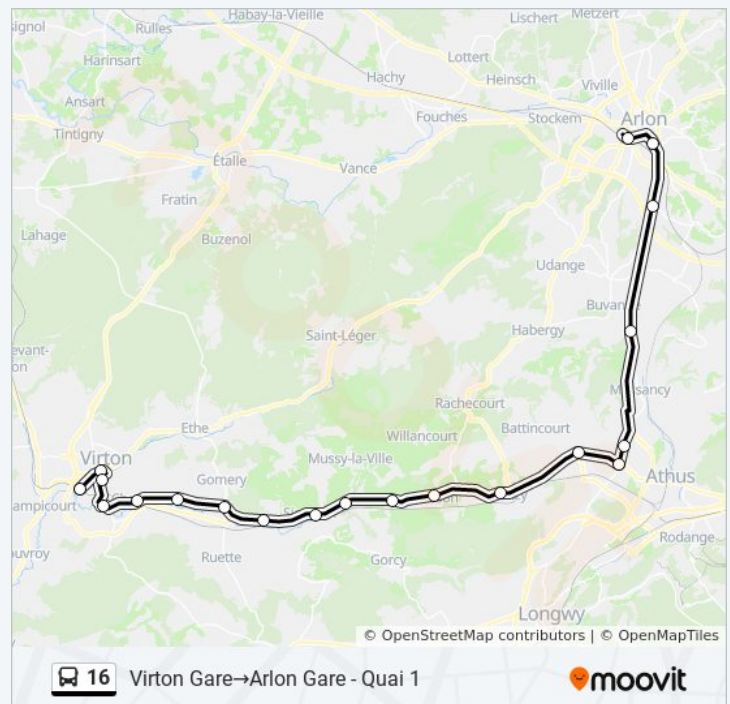 signol
Habay-la-Vieille
Lischert
Metzert
Rulles
Harinsart
Lottert
Hachy
Heinsch
Viville
Ansart
Fouches
Stockem
Arlon
Tintigny
Étalle
Vance
Fratin
Lahage
Buzenol
Udange
Buvan
Saint-Léger
Habergy
evant-
on
M
sancy
Rachecourt
Willancourt
Battincourt
Ethe
Virton
Mussy-la-Ville
Gomery
Athus
ampicourt
S
an
y
ouvroy
Ruette
Gorcy
Rodange
Longwy
© OpenStreetMap contributors | © OpenMapTiles
16 Virton Gare→Arlon Gare - Quai 1
moovit